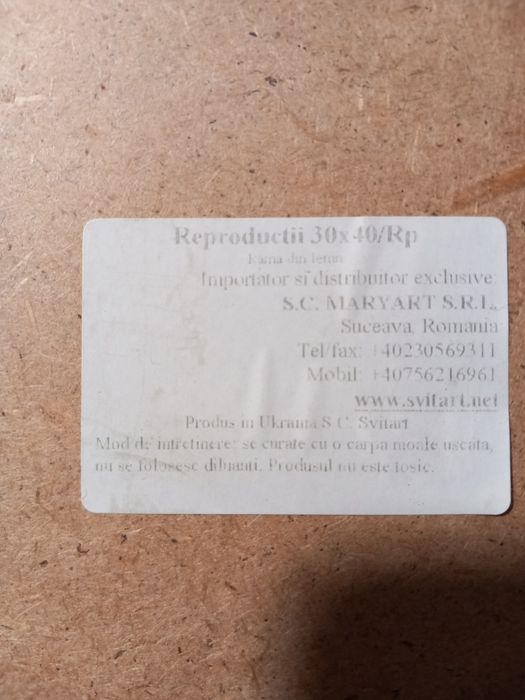 Reproductii 30x40/Rp
Rama din lemn
Importator si distribuitor exclusive:
S.C. MARYART S.R.L.
Suceava, Romania
Tel/fax: +40230569311
Mobil: +40756216961
www.svitart.net
Produs in Ukraina S.C. Svitart
Mod de intretinere: se curate cu o carpa moale uscata,
nu se folosesc diluanti. Produsul nu este toxic.